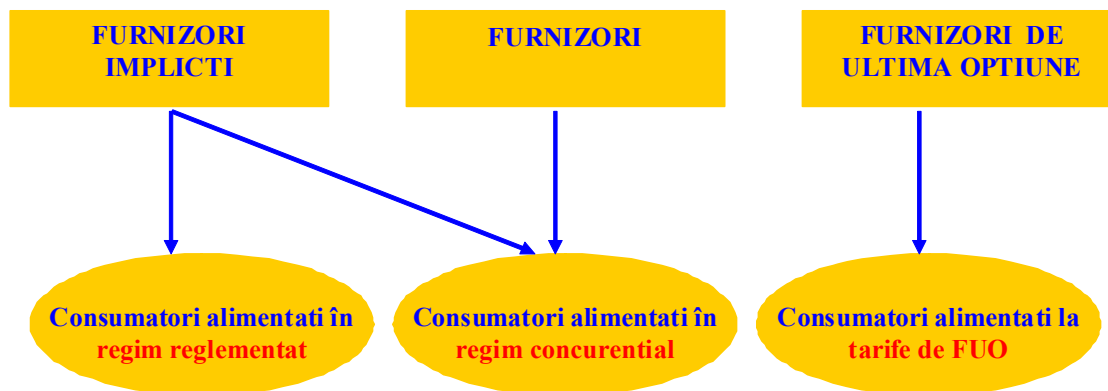 FURNIZORI
IMPLICTI
FURNIZORI
FURNIZORI DE
ULTIMA OPTIUNE
Consumatori alimentati în
regim reglementat
Consumatori alimentati în
regim concurential
Consumatori alimentati la
tarife de FUO